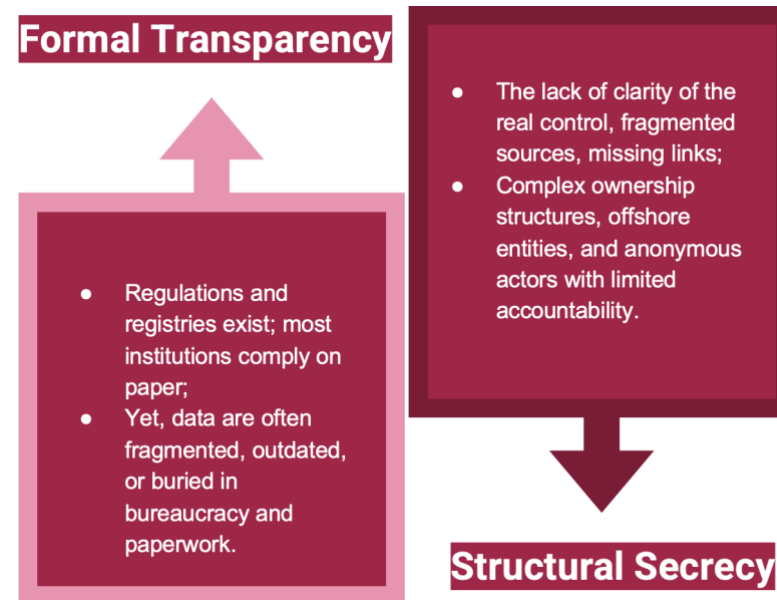 Formal Transparency
● Regulations and
registries exist; most
institutions comply on
paper;
● Yet, data are often
fragmented, outdated,
or buried in
bureaucracy and
paperwork.
● The lack of clarity of the
real control, fragmented
sources, missing links;
● Complex ownership
structures, offshore
entities, and anonymous
actors with limited
accountability.
Structural Secrecy